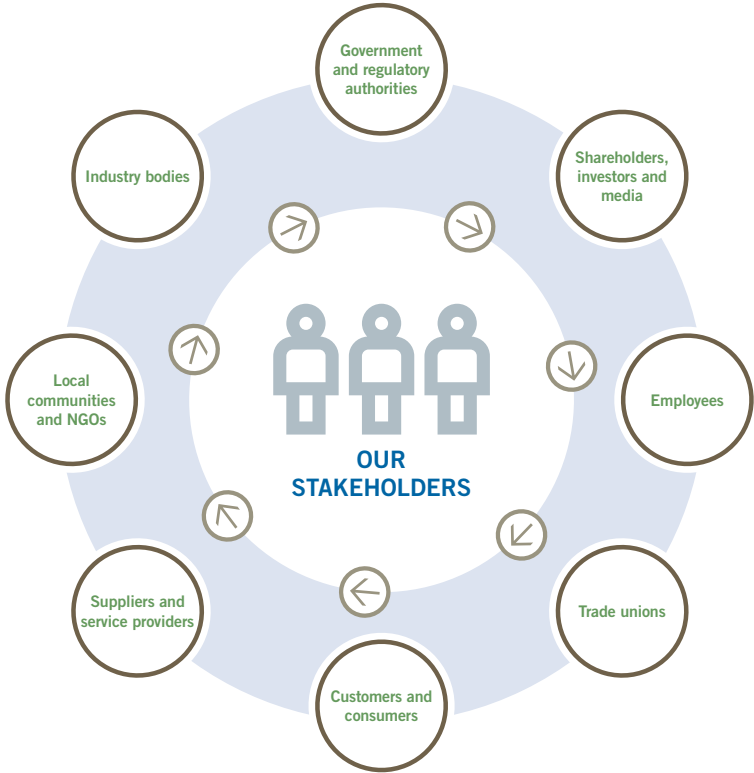 Government
and regulatory
authorities
Shareholders,
investors and
media
Industry bodies
Local
communities
and NGOs
Employees
OUR
STAKEHOLDERS
Suppliers and
service providers
Trade unions
Customers and
consumers